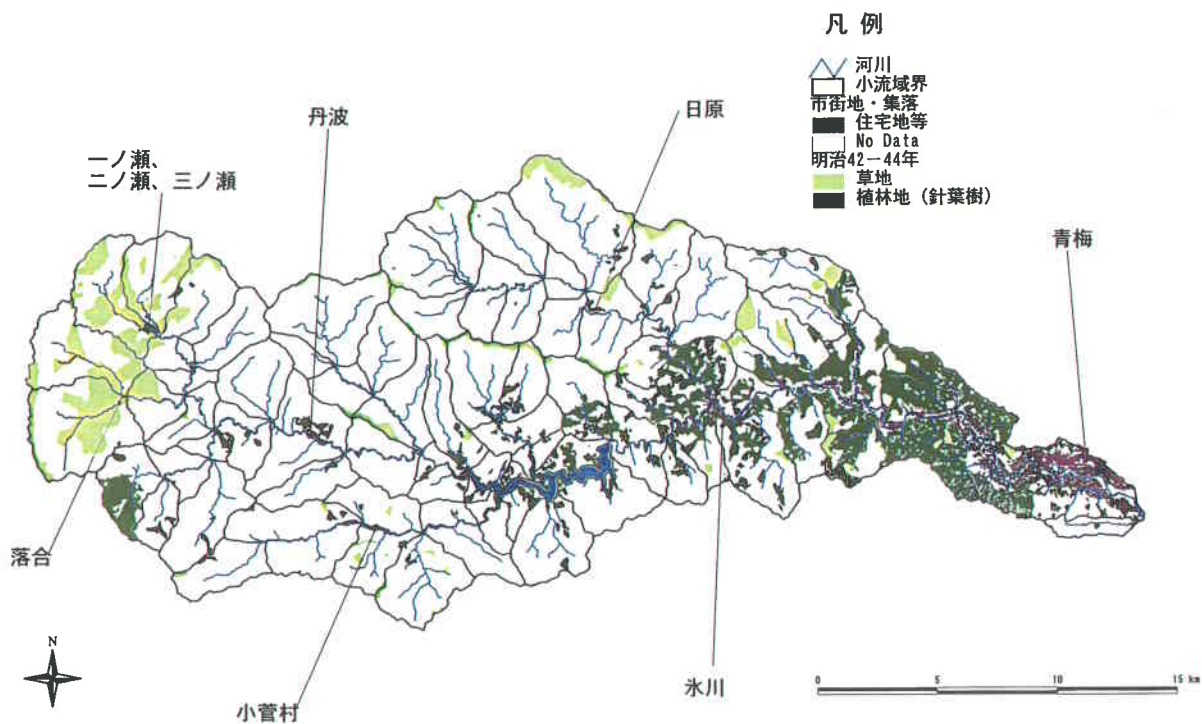 凡 例
河川
小流域界
市街地・集落
住宅地等
No Data
明治42－44年
草地
植林地（針葉樹）
日原
丹波
一ノ瀬、
二ノ瀬、三ノ瀬
青梅
落合
N
小菅村
氷川
0 5 10 15 km